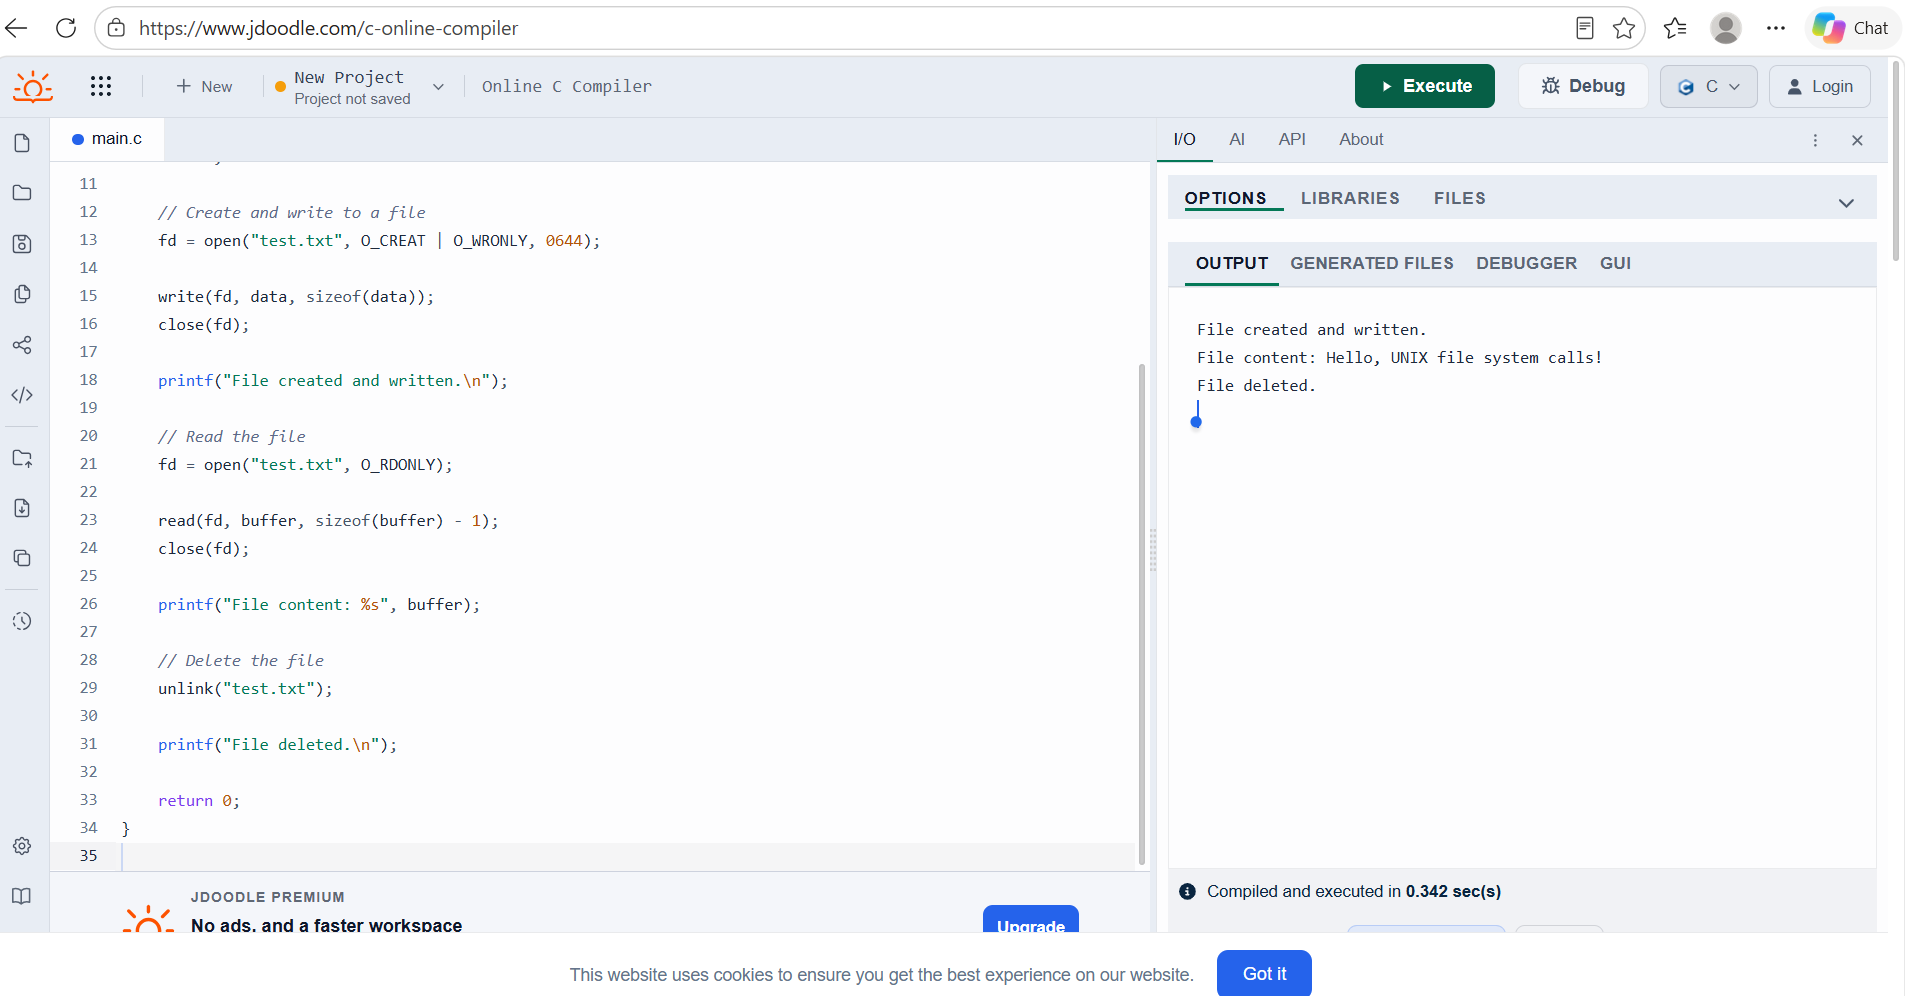 https://www.jdoodle.com/c-online-compiler
Chat
New
New Project
Project not saved
Online C Compiler
Execute
Debug
C
Login
main.c
I/O
AI
API
About
11
12 // Create and write to a file
13 fd = open("test.txt", O_CREAT | O_WRONLY, 0644);
14
15 write(fd, data, sizeof(data));
16 close(fd);
17
18 printf("File created and written.\n");
19
20 // Read the file
21 fd = open("test.txt", O_RDONLY);
22
23 read(fd, buffer, sizeof(buffer) - 1);
24 close(fd);
25
26 printf("File content: %s", buffer);
27
28 // Delete the file
29 unlink("test.txt");
30
31 printf("File deleted.\n");
32
33 return 0;
34 }
35
OPTIONS LIBRARIES FILES
OUTPUT GENERATED FILES DEBUGGER GUI
File created and written.
File content: Hello, UNIX file system calls!
File deleted.
Compiled and executed in 0.342 sec(s)
JDOODLE PREMIUM
No ads, and a faster workspace
Upgrade
This website uses cookies to ensure you get the best experience on our website.
Got it